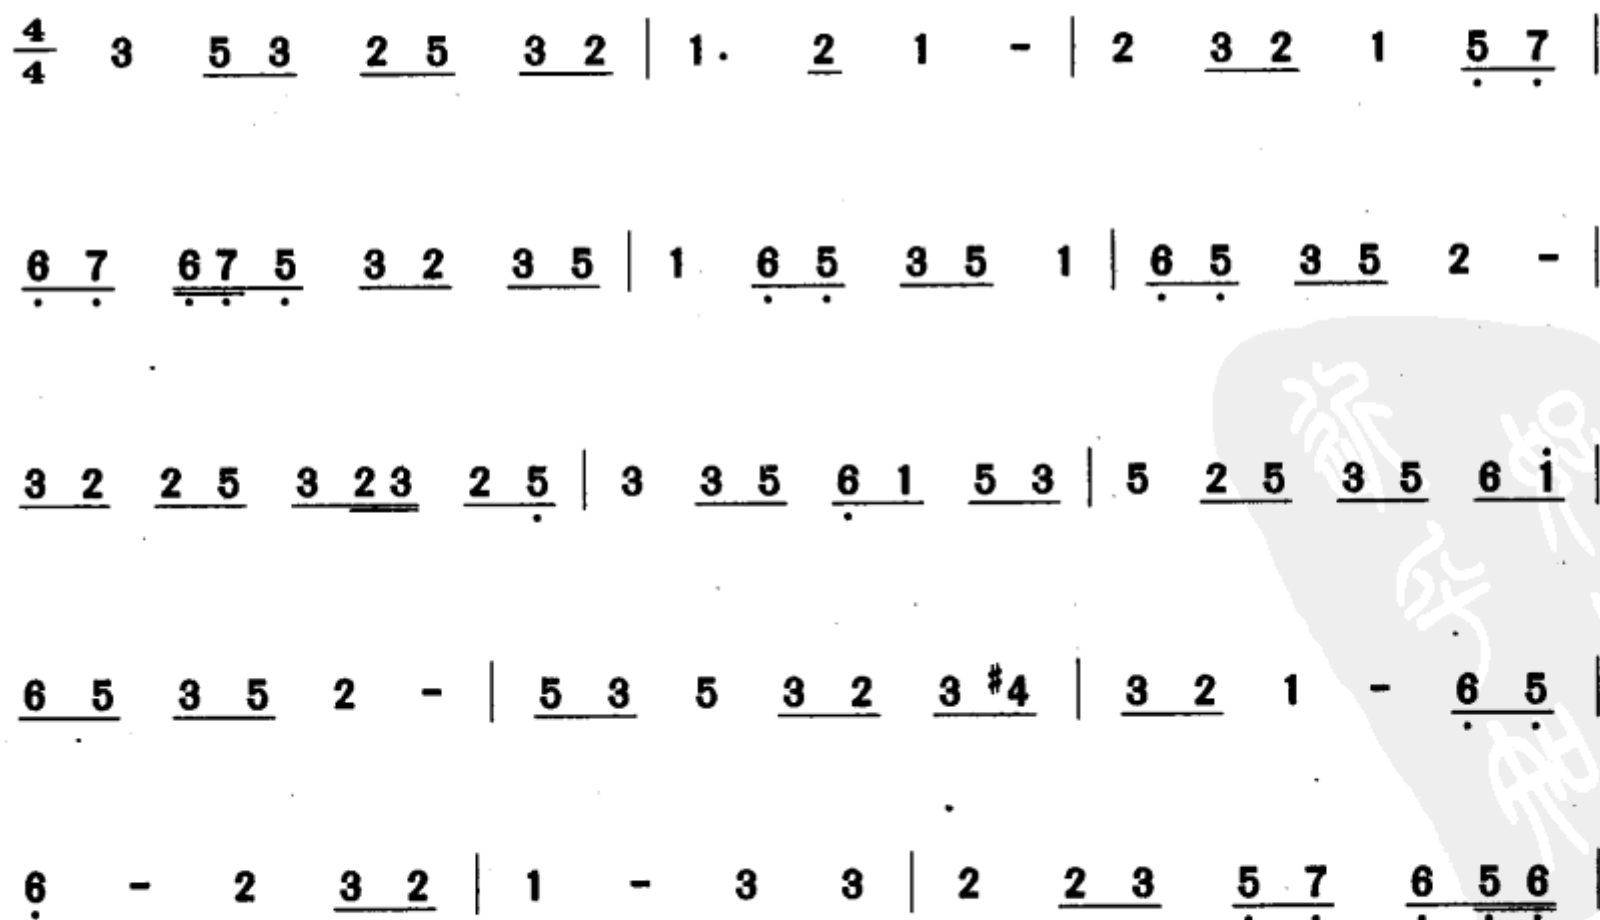 4/4 3 5 3 2 5 3 2 | 1· 2 1 - | 2 3 2 1 5̣ 7̣ |
6̣ 7̣ 6̣ 7̣ 5̣ 3 2 3 5 | 1 6̣ 5̣ 3 5 1 | 6̣ 5̣ 3 5 2 - |
3 2 2 5 3 2 3 2 5̣ | 3 3 5 6̣ 1 5 3 | 5 2 5 3 5 6 1̇ |
6 5 3 5 2 - | 5 3 5 3 2 3 #4 | 3 2 1 - 6̣ 5̣ |
6̣ - 2 3 2 | 1 - 3 3 | 2 2 3 5̣ 7̣ 6̣ 5̣ 6̣ |